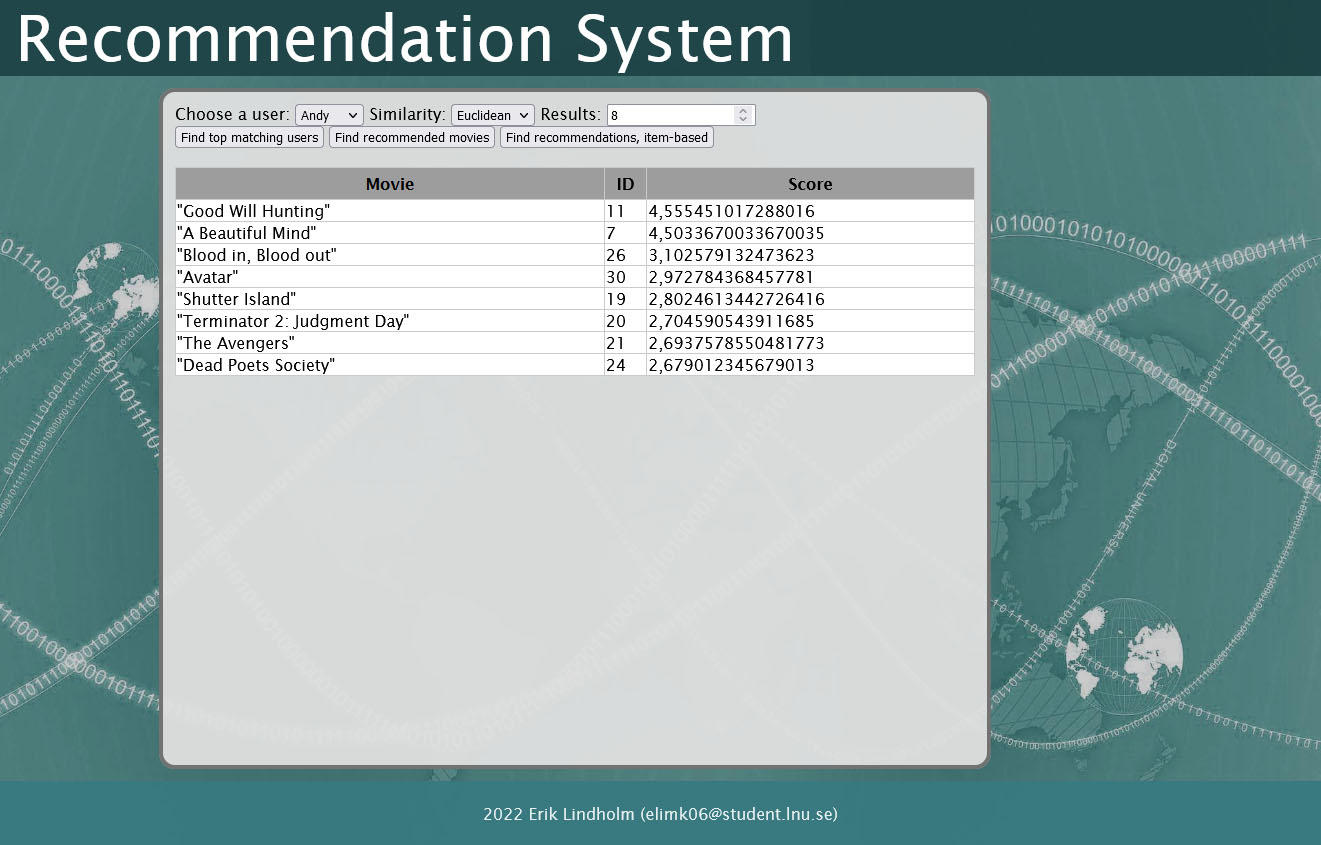 Recommendation System
Choose a user: Andy Similarity: Euclidean Results: 8
Find top matching users Find recommended movies Find recommendations, item-based
Movie ID Score
"Good Will Hunting" 11 4,555451017288016
"A Beautiful Mind" 7 4,5033670033670035
"Blood in, Blood out" 26 3,102579132473623
"Avatar" 30 2,972784368457781
"Shutter Island" 19 2,8024613442726416
"Terminator 2: Judgment Day" 20 2,704590543911685
"The Avengers" 21 2,6937578550481773
"Dead Poets Society" 24 2,679012345679013
DIGITAL UNIVERSE
2022 Erik Lindholm (elimk06@student.lnu.se)